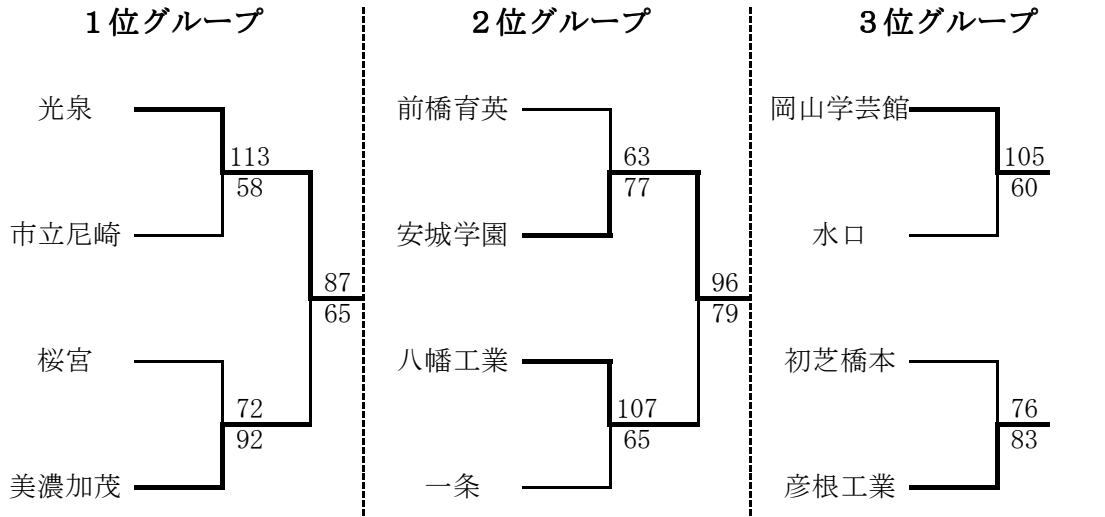 1位グループ
光泉
113
58
市立尼崎
87
65
桜宮
72
92
美濃加茂
2位グループ
前橋育英
63
77
安城学園
96
79
八幡工業
107
65
一条
3位グループ
岡山学芸館
105
60
水口
初芝橋本
76
83
彦根工業